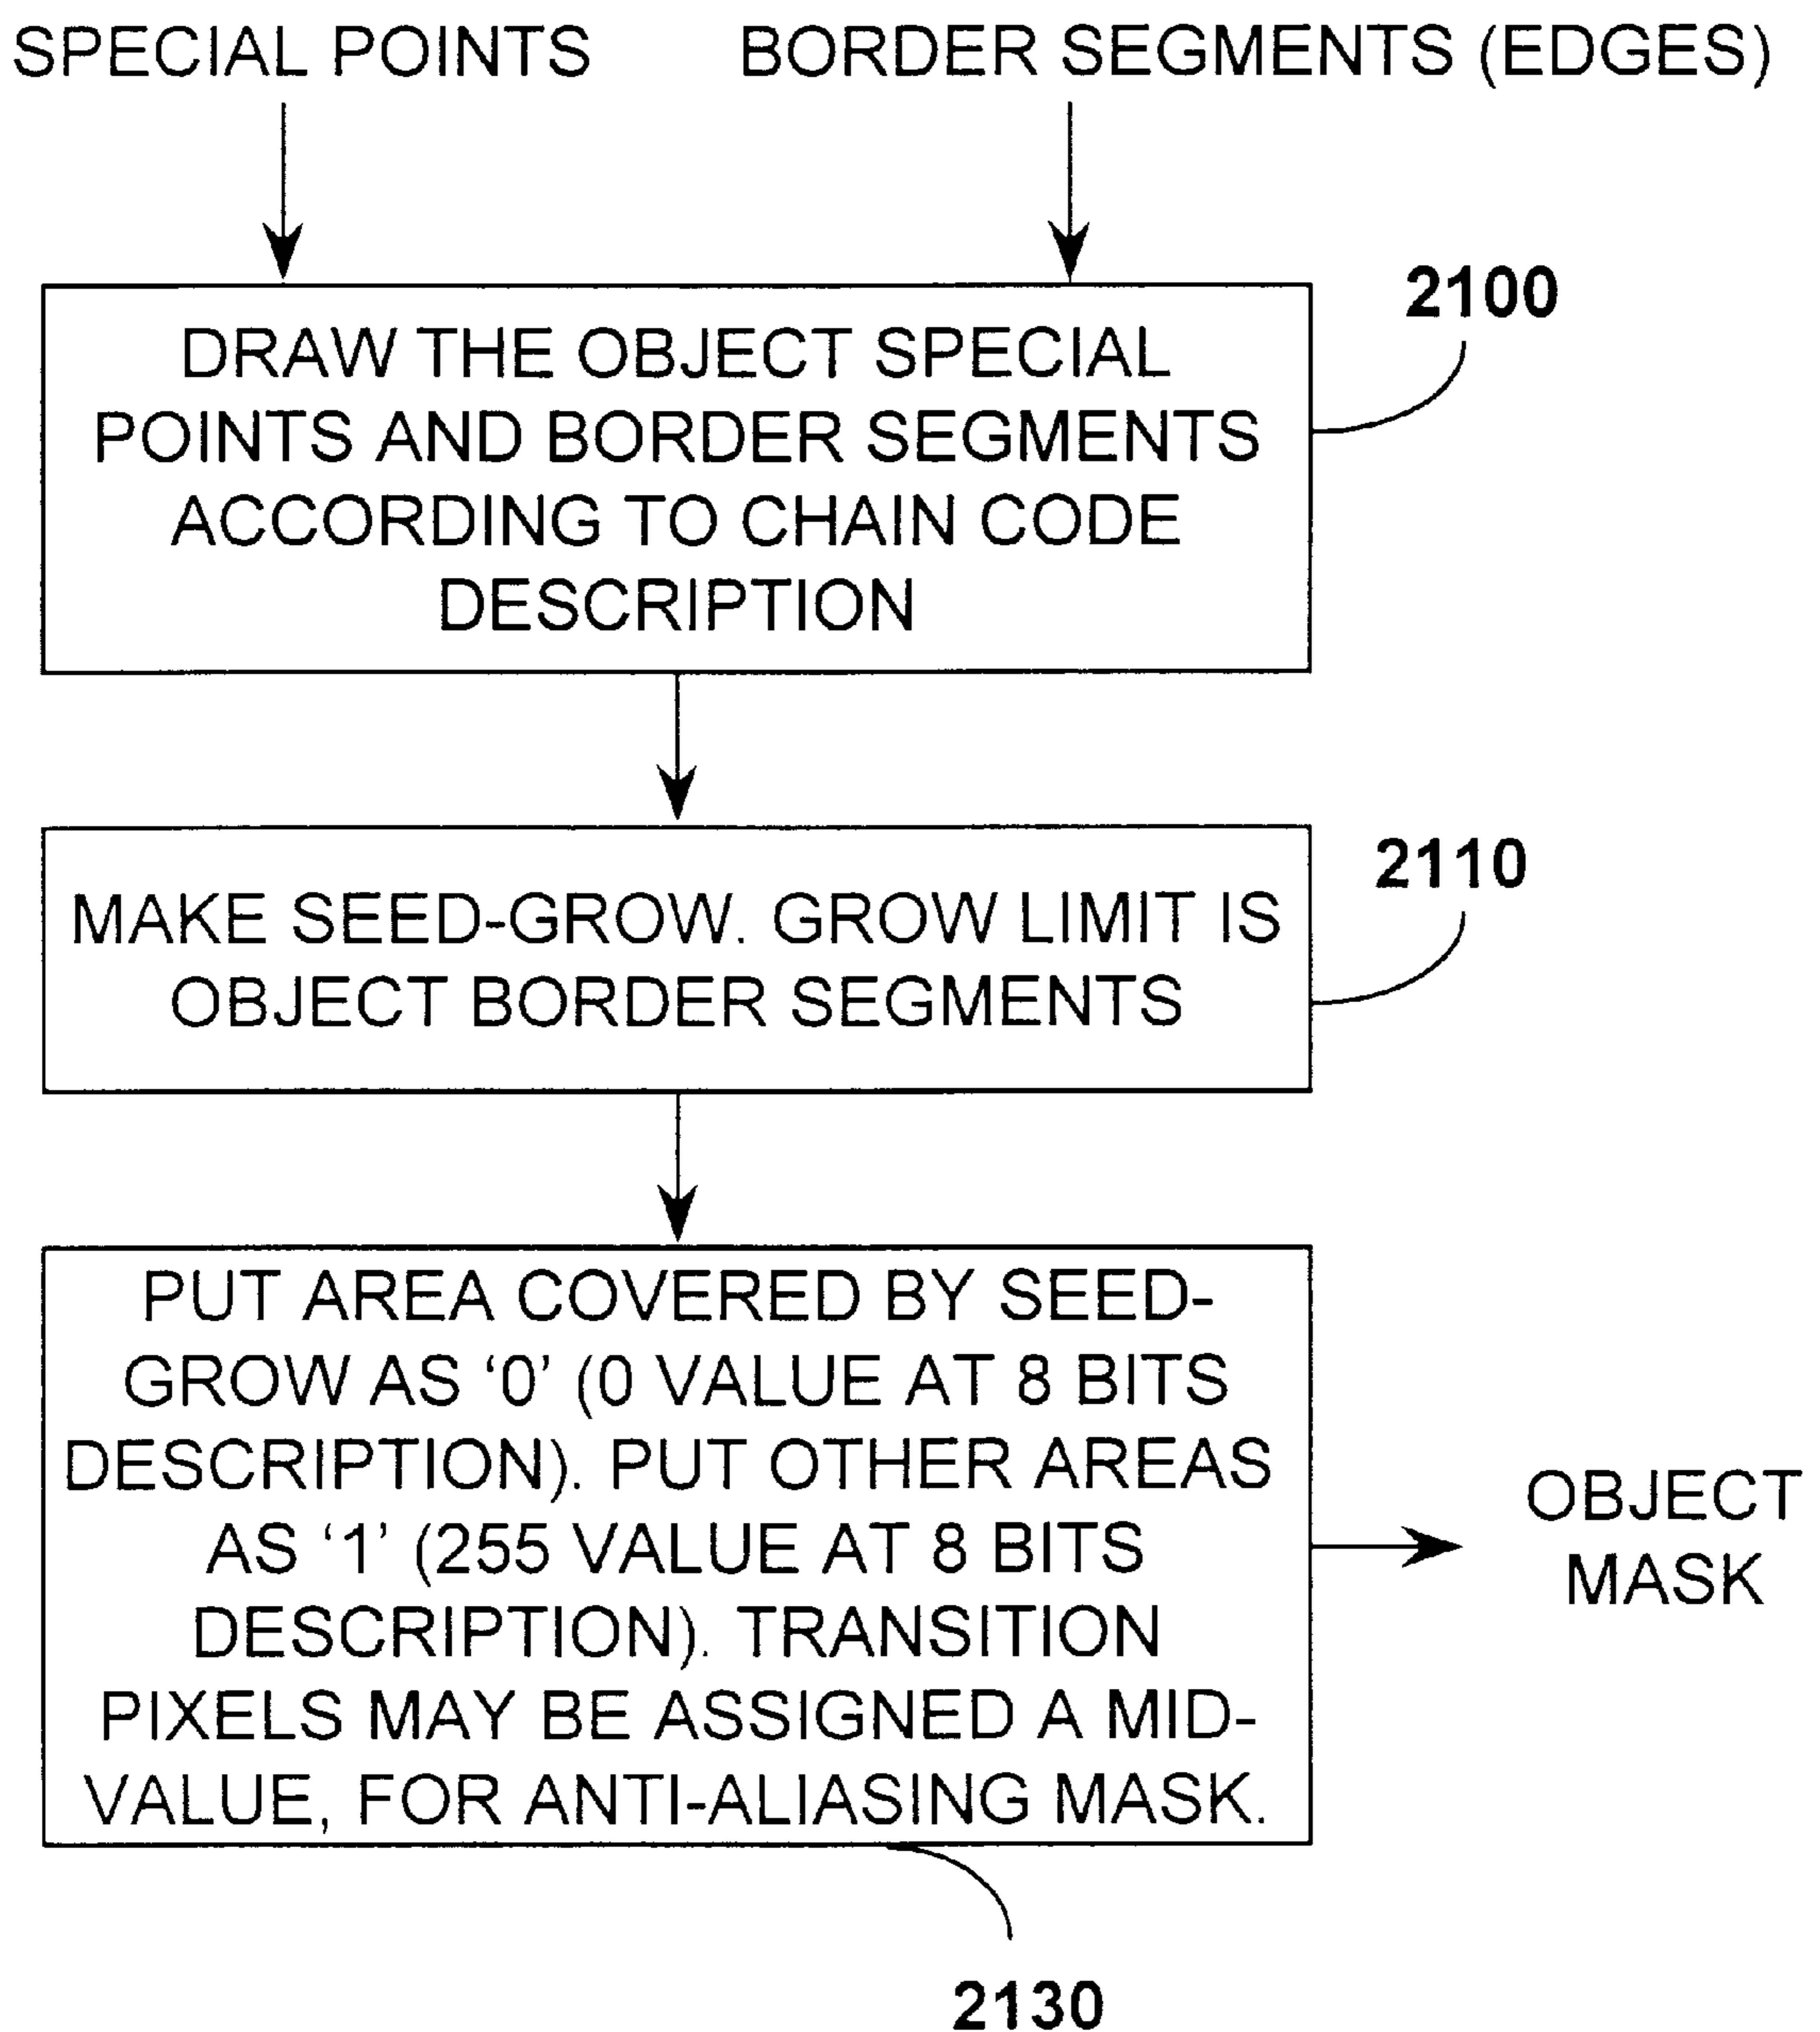 SPECIAL POINTS
BORDER SEGMENTS (EDGES)
2100
DRAW THE OBJECT SPECIAL
POINTS AND BORDER SEGMENTS
ACCORDING TO CHAIN CODE
DESCRIPTION
2110
MAKE SEED-GROW. GROW LIMIT IS
OBJECT BORDER SEGMENTS
PUT AREA COVERED BY SEED-
GROW AS ‘0’ (0 VALUE AT 8 BITS
DESCRIPTION). PUT OTHER AREAS
AS ‘1’ (255 VALUE AT 8 BITS
DESCRIPTION). TRANSITION
PIXELS MAY BE ASSIGNED A MID-
VALUE, FOR ANTI-ALIASING MASK.
OBJECT
MASK
2130